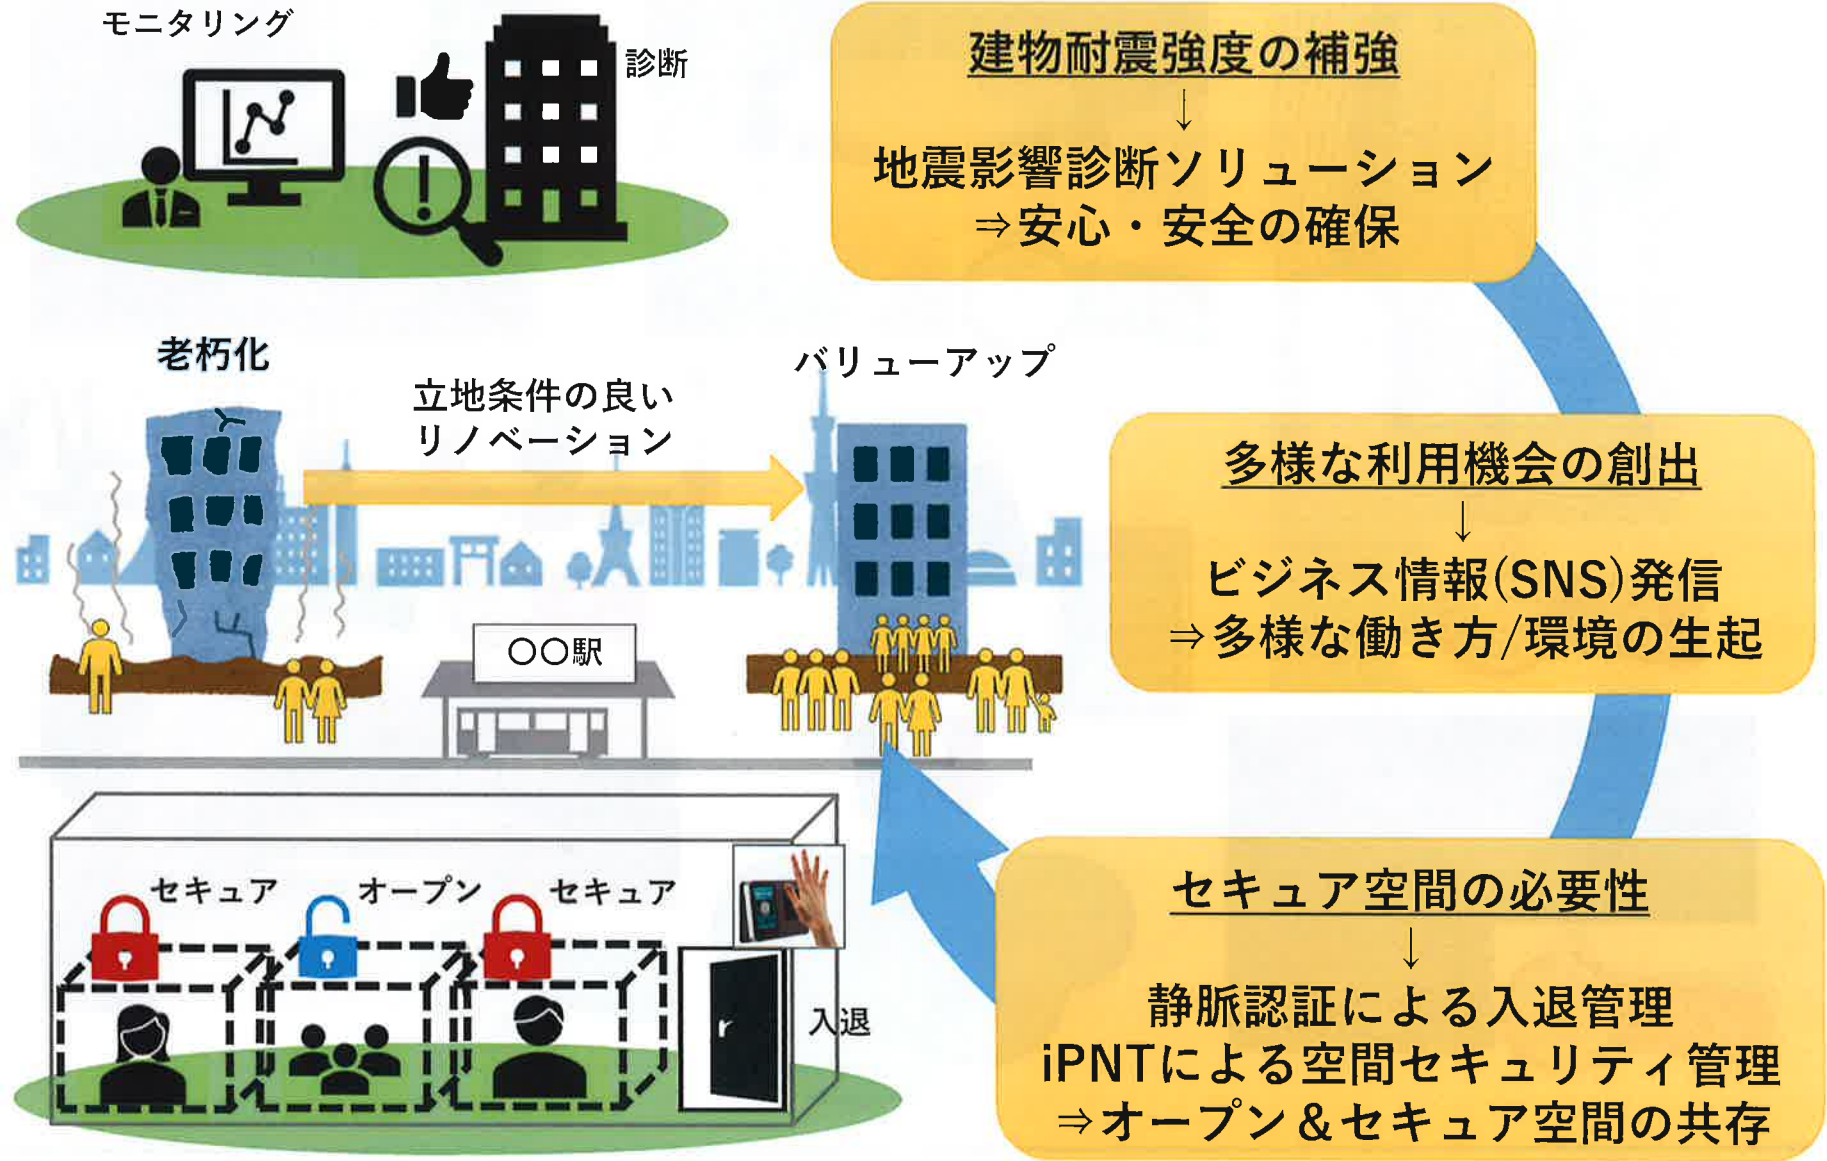 モニタリング
診断
建物耐震強度の補強
↓
地震影響診断ソリューション
⇒安心・安全の確保
老朽化
立地条件の良い
リノベーション
バリューアップ
〇〇駅
多様な利用機会の創出
↓
ビジネス情報(SNS)発信
⇒多様な働き方/環境の生起
セキュア
オープン
セキュア
入退
セキュア空間の必要性
↓
静脈認証による入退管理
iPNTによる空間セキュリティ管理
⇒オープン＆セキュア空間の共存